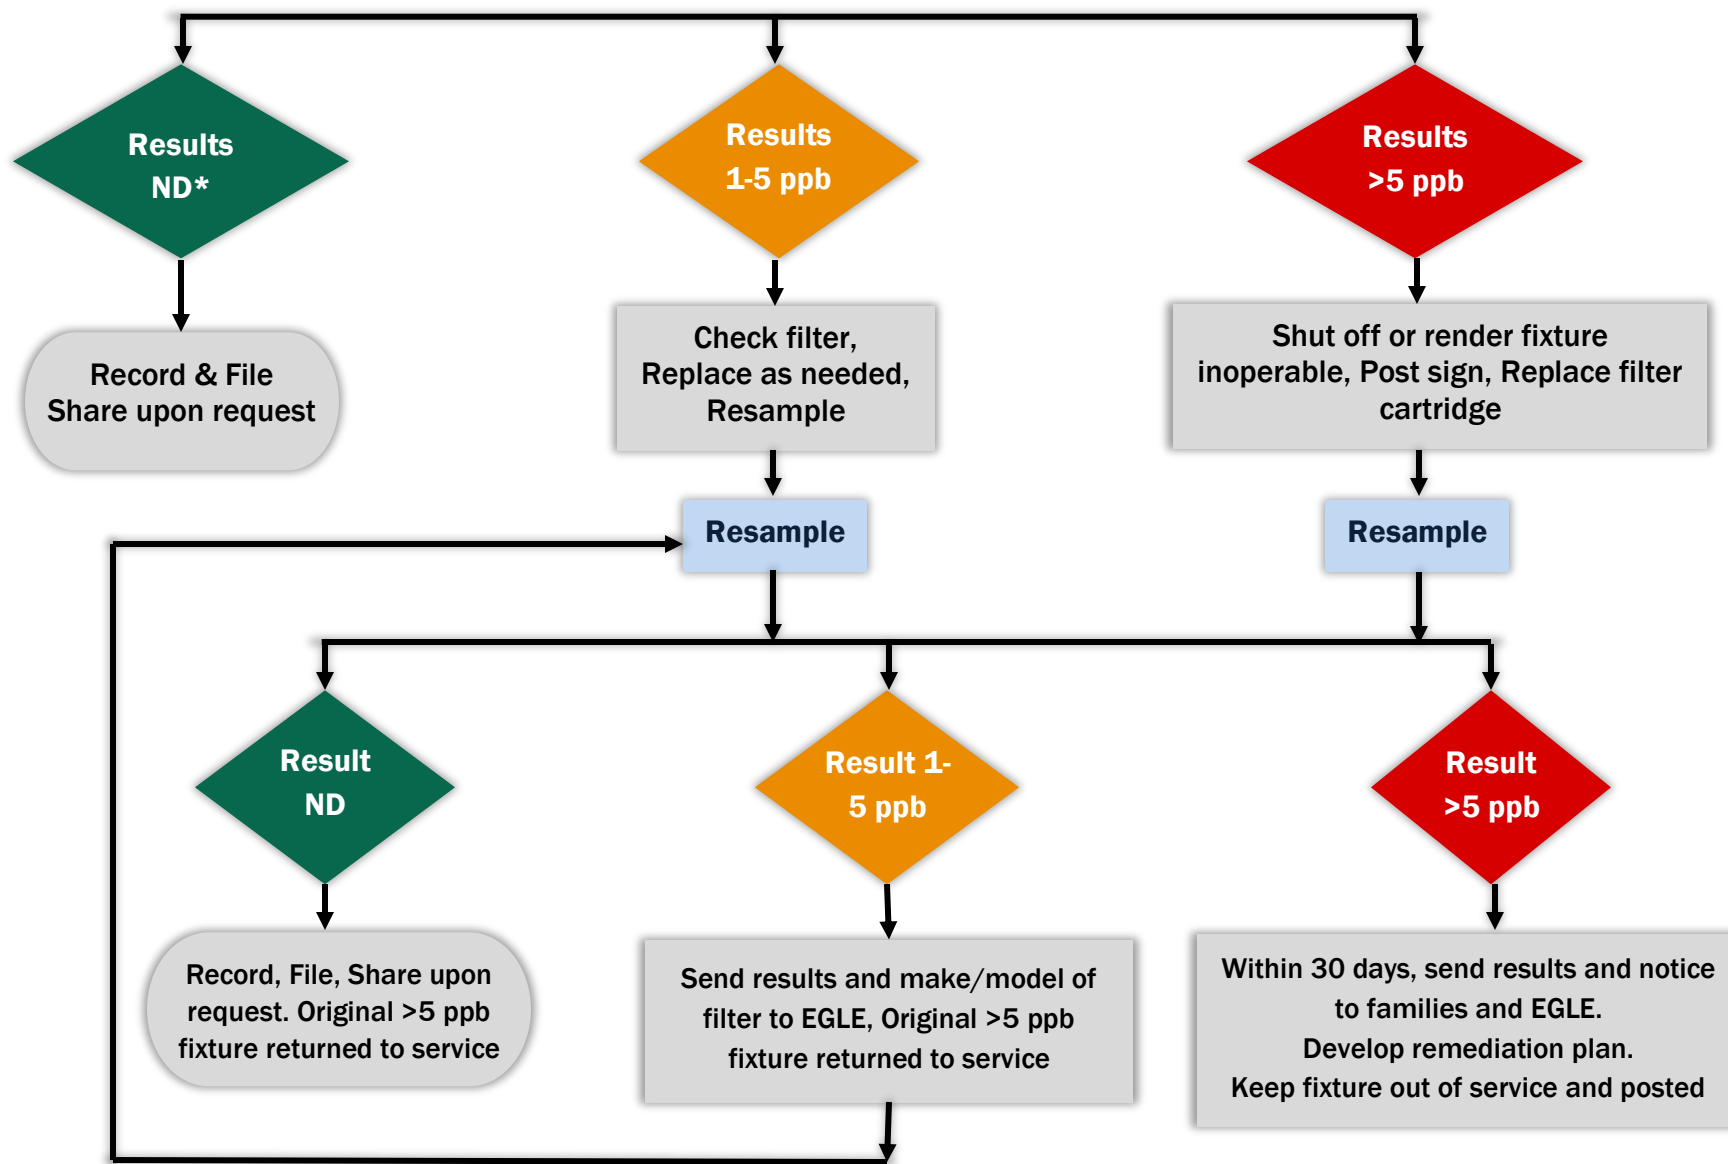 Results
ND*
Results
1-5 ppb
Results
>5 ppb
Record & File
Share upon request
Check filter,
Replace as needed,
Resample
Shut off or render fixture
inoperable, Post sign, Replace filter
cartridge
Resample
Resample
Result
ND
Result 1-
5 ppb
Result
>5 ppb
Record, File, Share upon
request. Original >5 ppb
fixture returned to service
Send results and make/model of
filter to EGLE, Original >5 ppb
fixture returned to service
Within 30 days, send results and notice
to families and EGLE.
Develop remediation plan.
Keep fixture out of service and posted